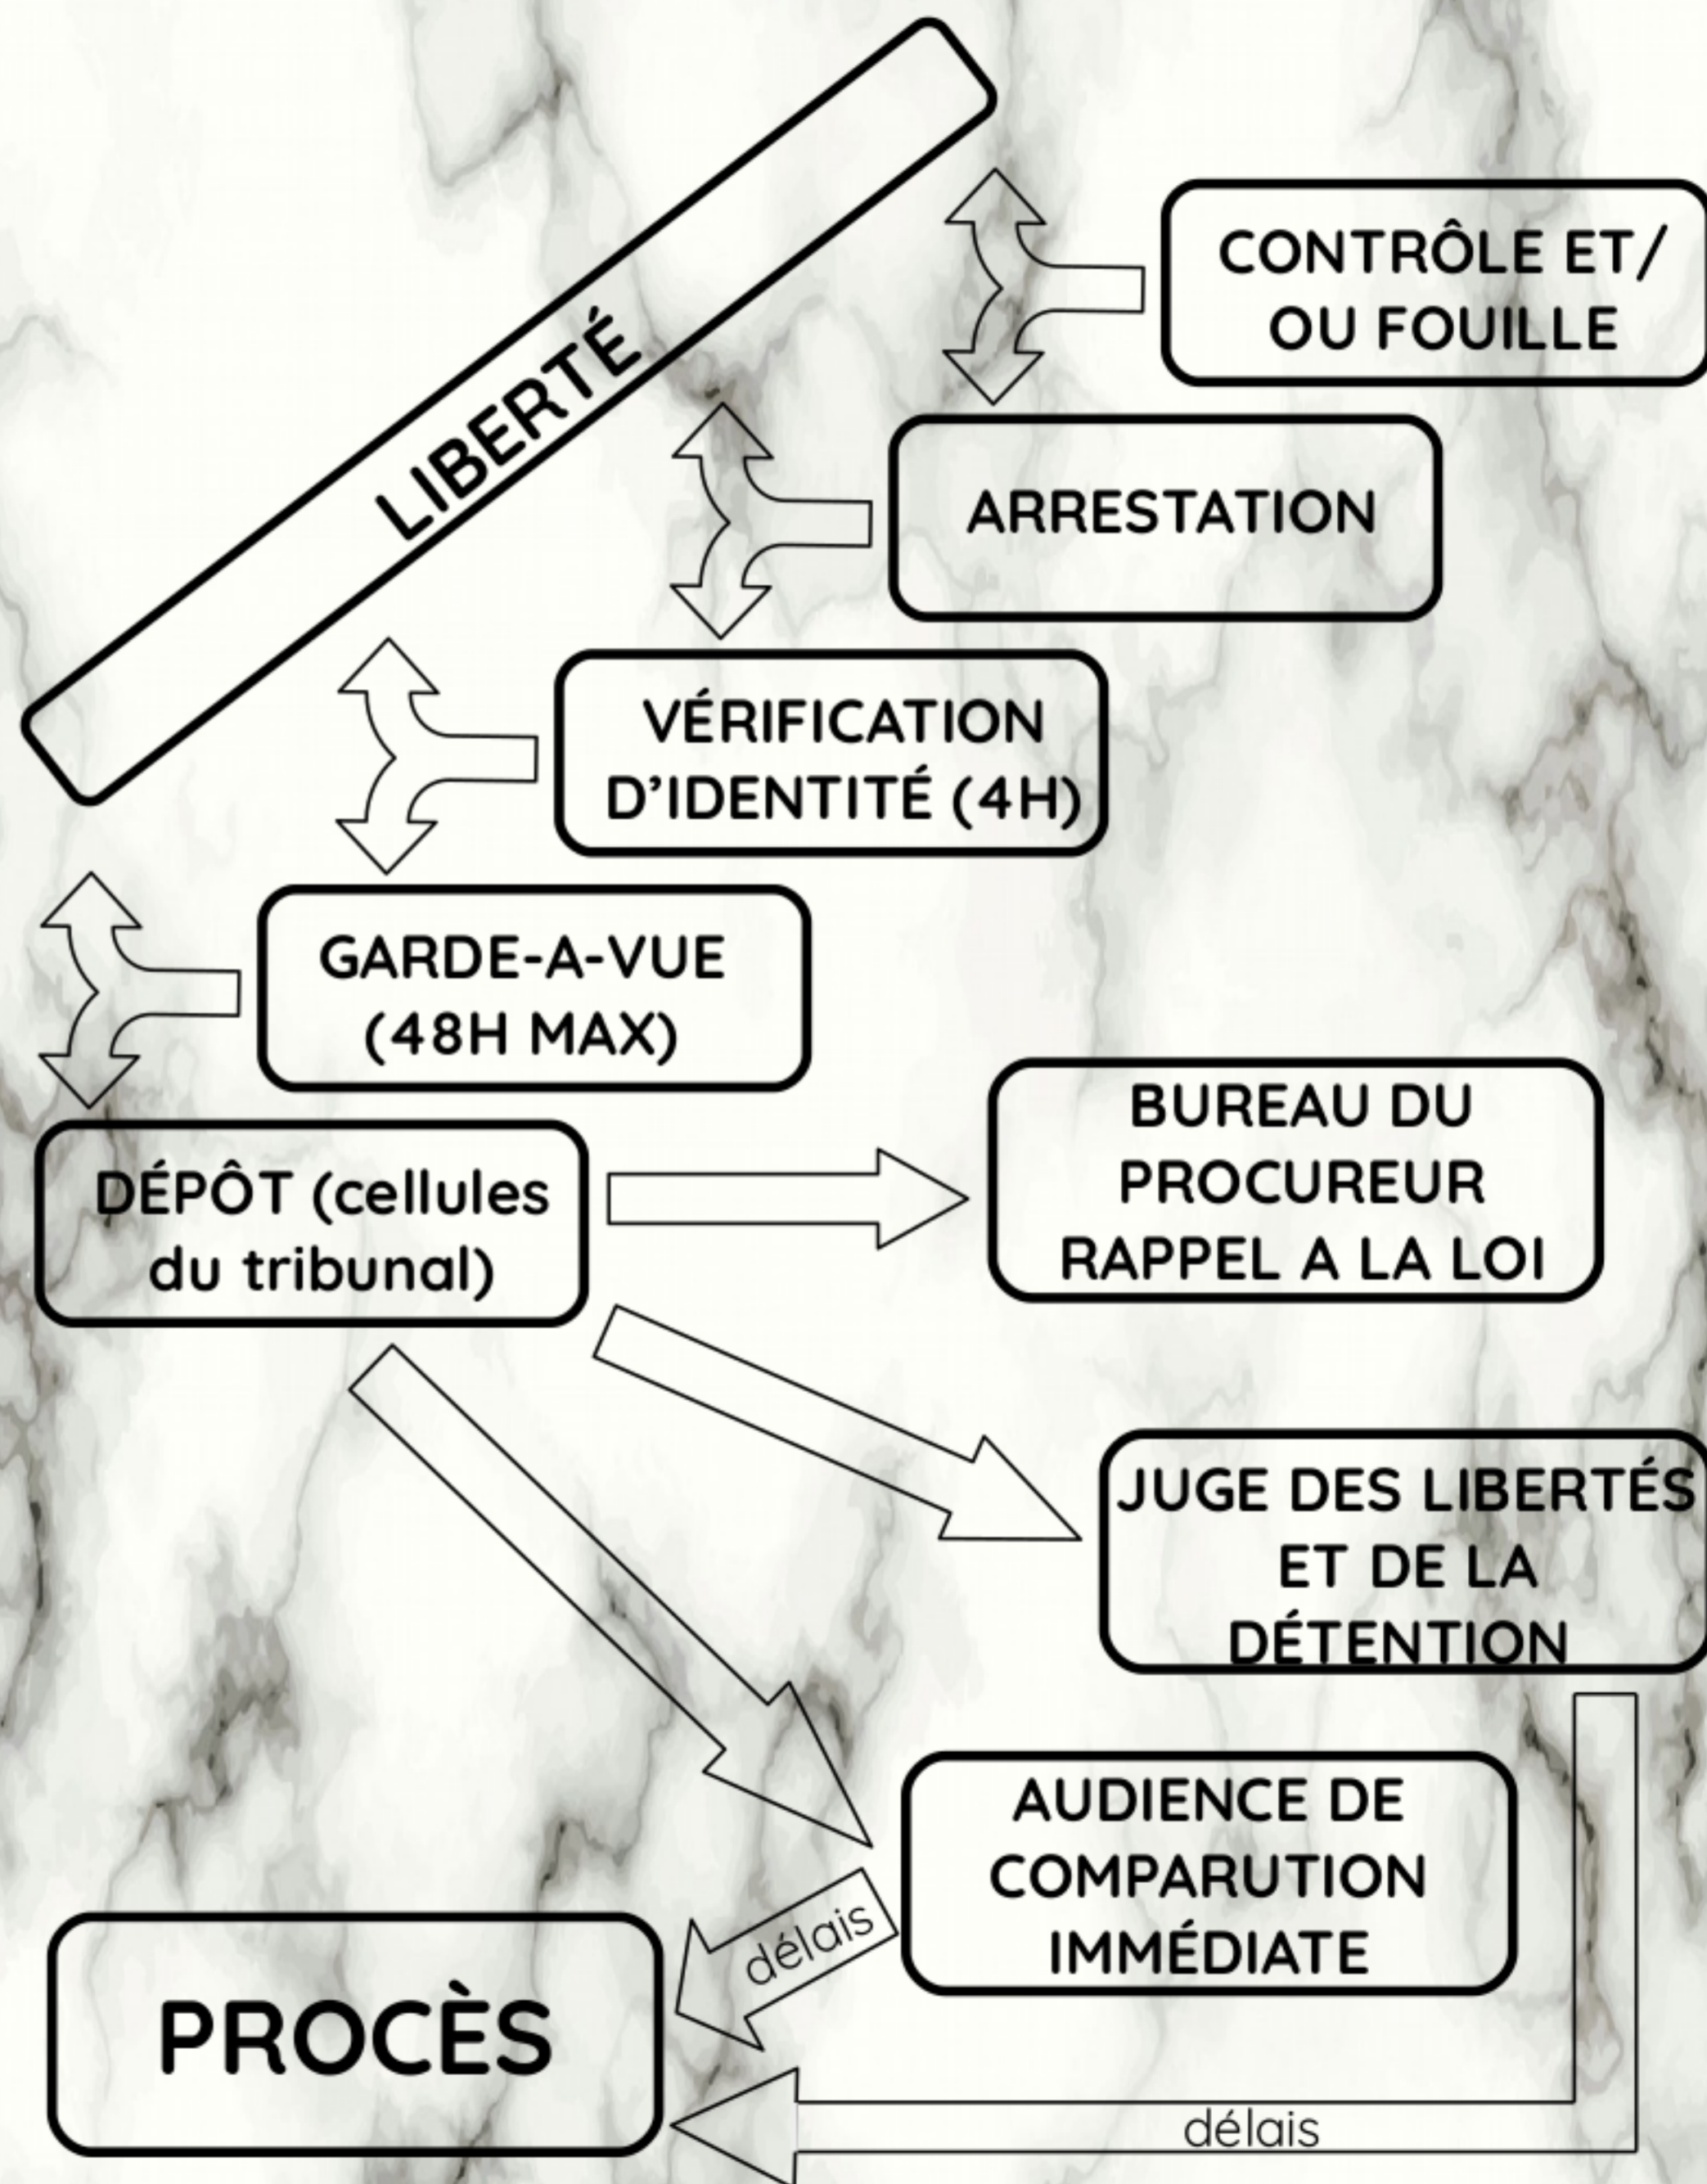 LIBERTÉ
CONTRÔLE ET/
OU FOUILLE
ARRESTATION
VÉRIFICATION
D’IDENTITÉ (4H)
GARDE-A-VUE
(48H MAX)
DÉPÔT (cellules
du tribunal)
BUREAU DU
PROCUREUR
RAPPEL A LA LOI
JUGE DES LIBERTÉS
ET DE LA
DÉTENTION
AUDIENCE DE
COMPARUTION
IMMÉDIATE
délais
PROCÈS
délais